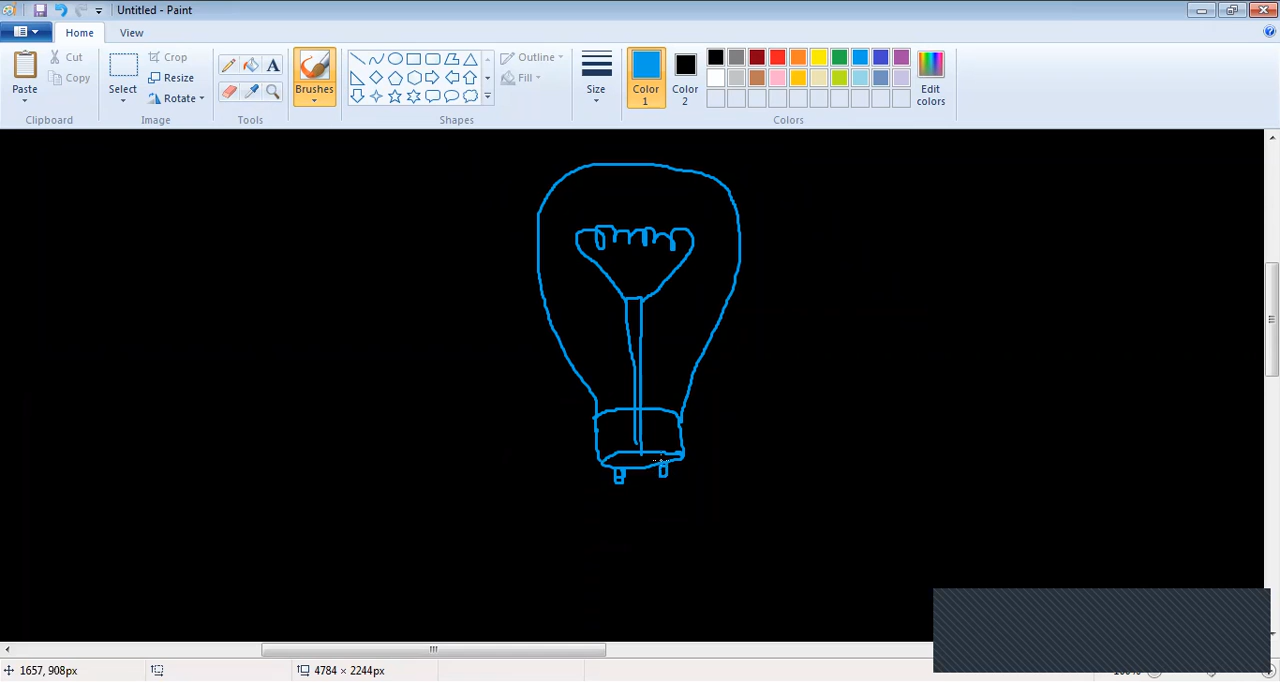 Untitled - Paint
Home
View
Paste
Cut
Copy
Clipboard
Select
Crop
Resize
Rotate
Image
A
Tools
Brushes
Outline
Fill
Shapes
Size
Color 1
Color 2
Edit colors
Colors
1657, 908px
4784 × 2244px